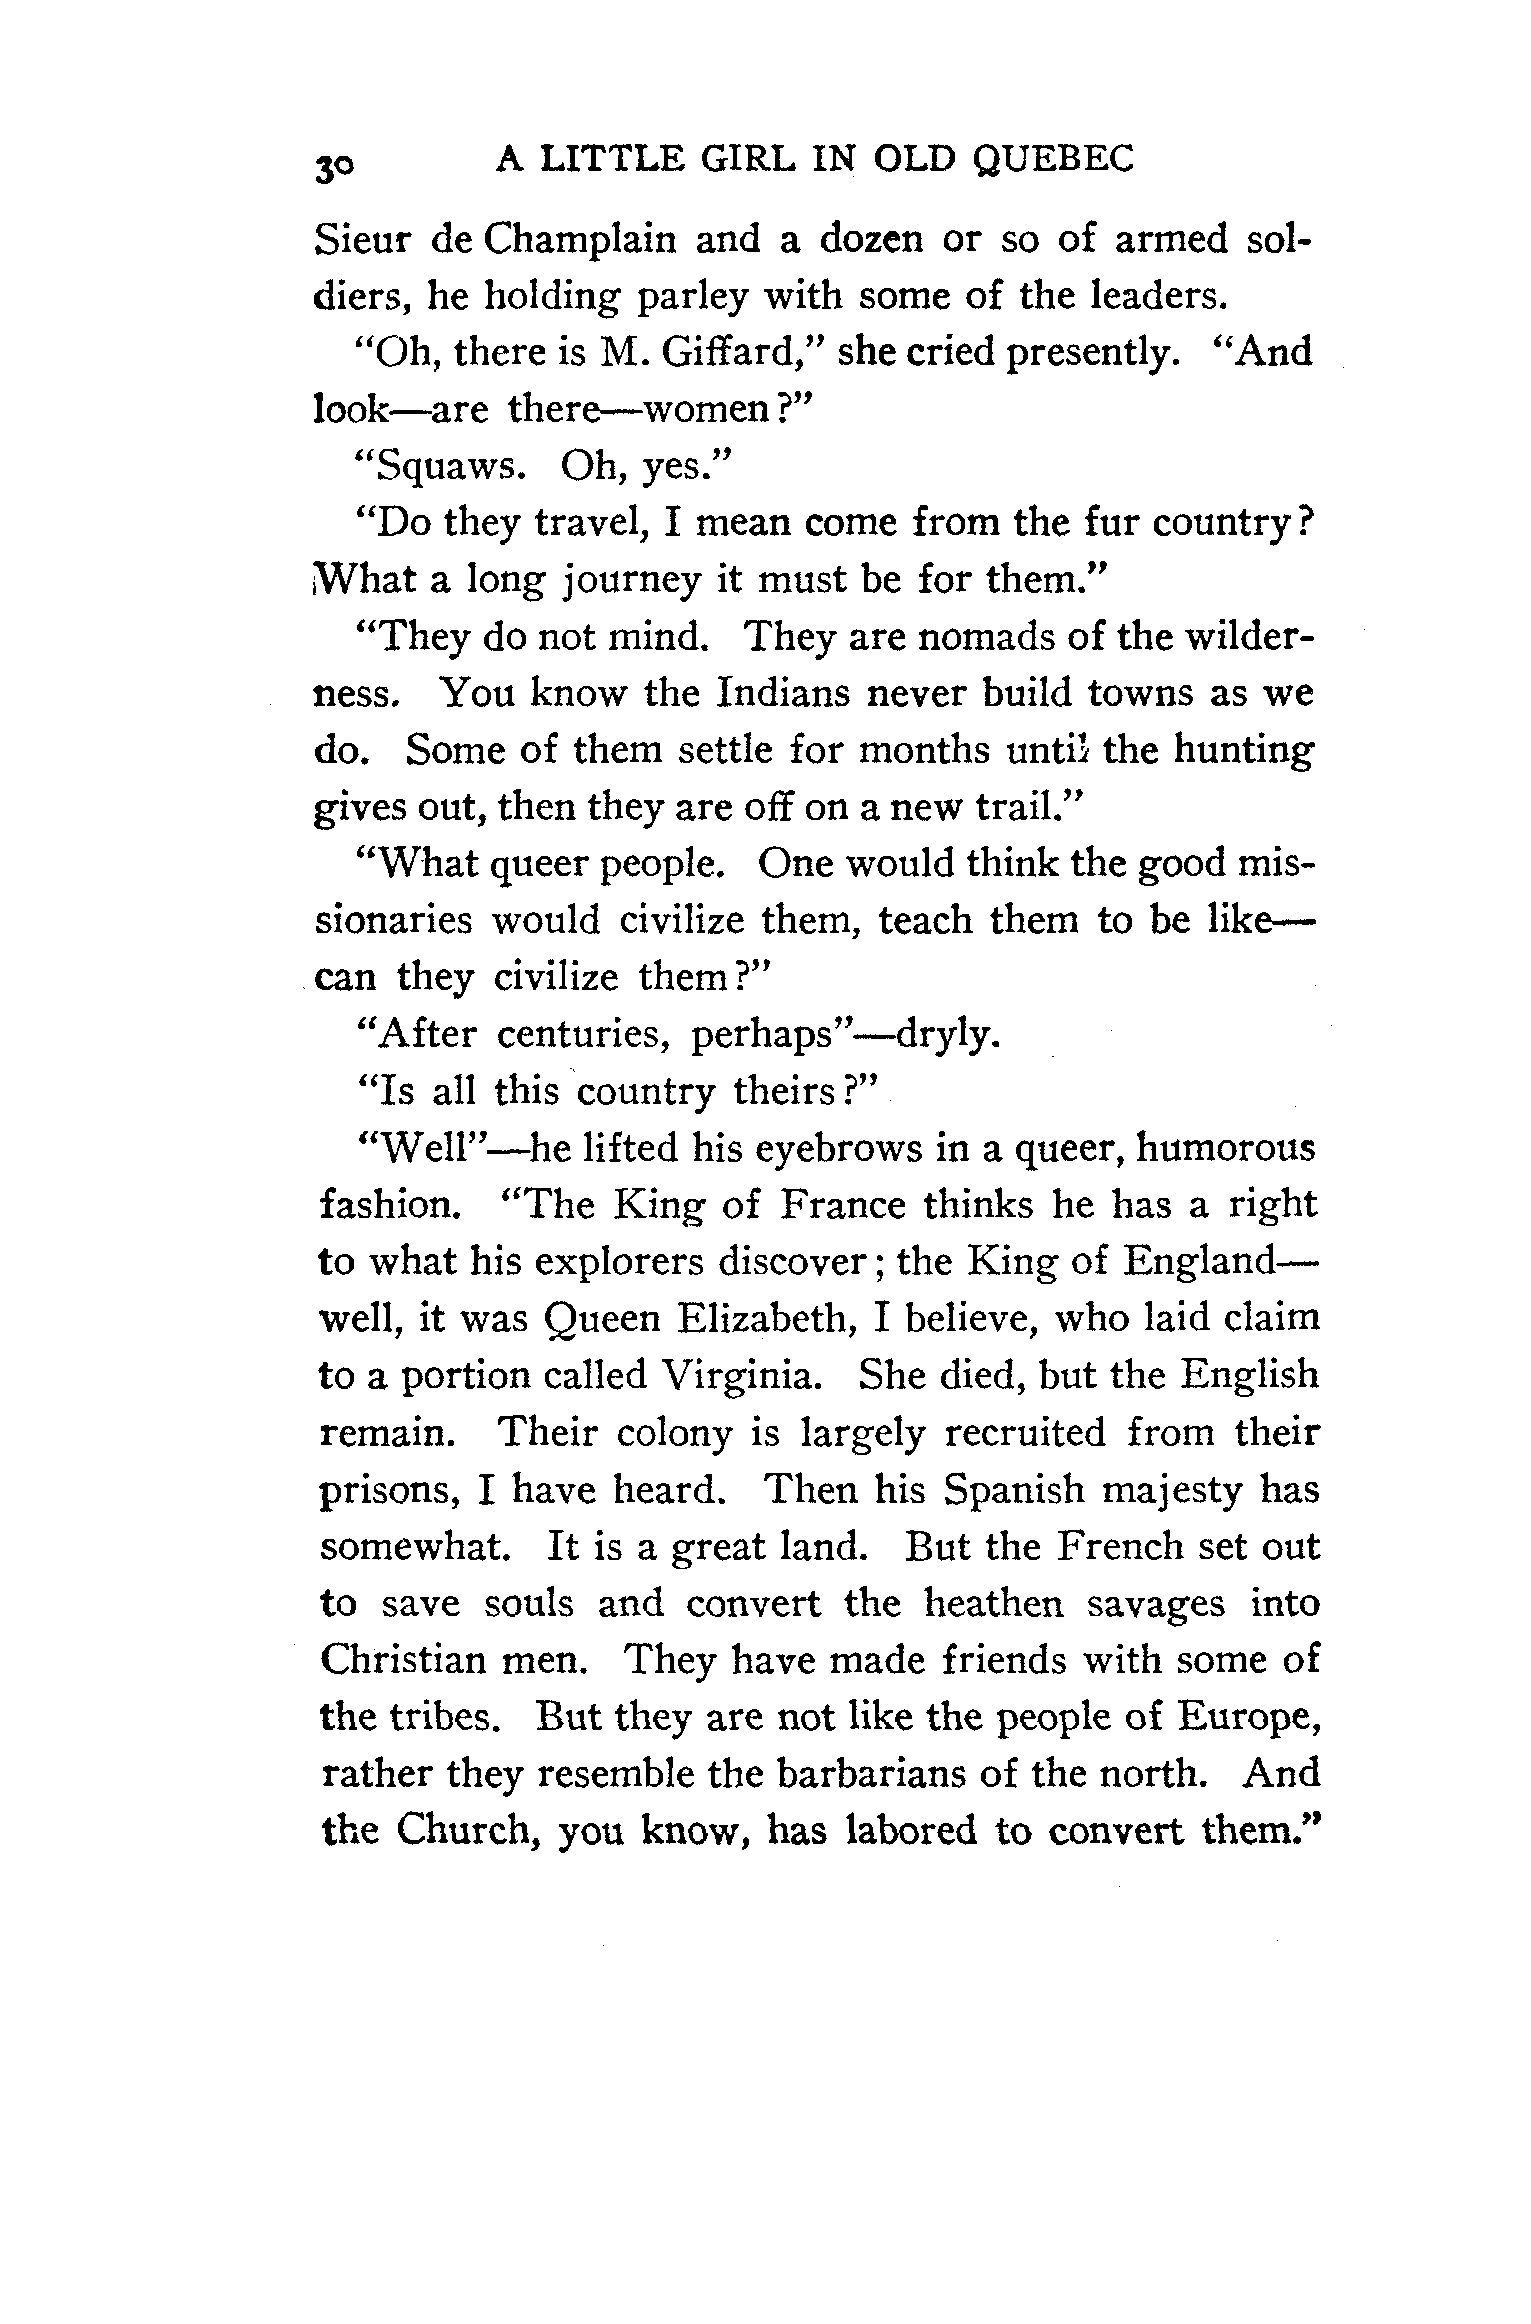 30 A LITTLE GIRL IN OLD QUEBEC
Sieur de Champlain and a dozen or so of armed sol-
diers, he holding parley with some of the leaders.
“Oh, there is M. Giffard,” she cried presently. “And
look—are there—women?”
“Squaws. Oh, yes.”
“Do they travel, I mean come from the fur country?
What a long journey it must be for them.”
“They do not mind. They are nomads of the wilder-
ness. You know the Indians never build towns as we
do. Some of them settle for months until the hunting
gives out, then they are off on a new trail.”
“What queer people. One would think the good mis-
sionaries would civilize them, teach them to be like—
can they civilize them?”
“After centuries, perhaps”—dryly.
“Is all this country theirs?”
“Well”—he lifted his eyebrows in a queer, humorous
fashion. “The King of France thinks he has a right
to what his explorers discover; the King of England—
well, it was Queen Elizabeth, I believe, who laid claim
to a portion called Virginia. She died, but the English
remain. Their colony is largely recruited from their
prisons, I have heard. Then his Spanish majesty has
somewhat. It is a great land. But the French set out
to save souls and convert the heathen savages into
Christian men. They have made friends with some of
the tribes. But they are not like the people of Europe,
rather they resemble the barbarians of the north. And
the Church, you know, has labored to convert them.”